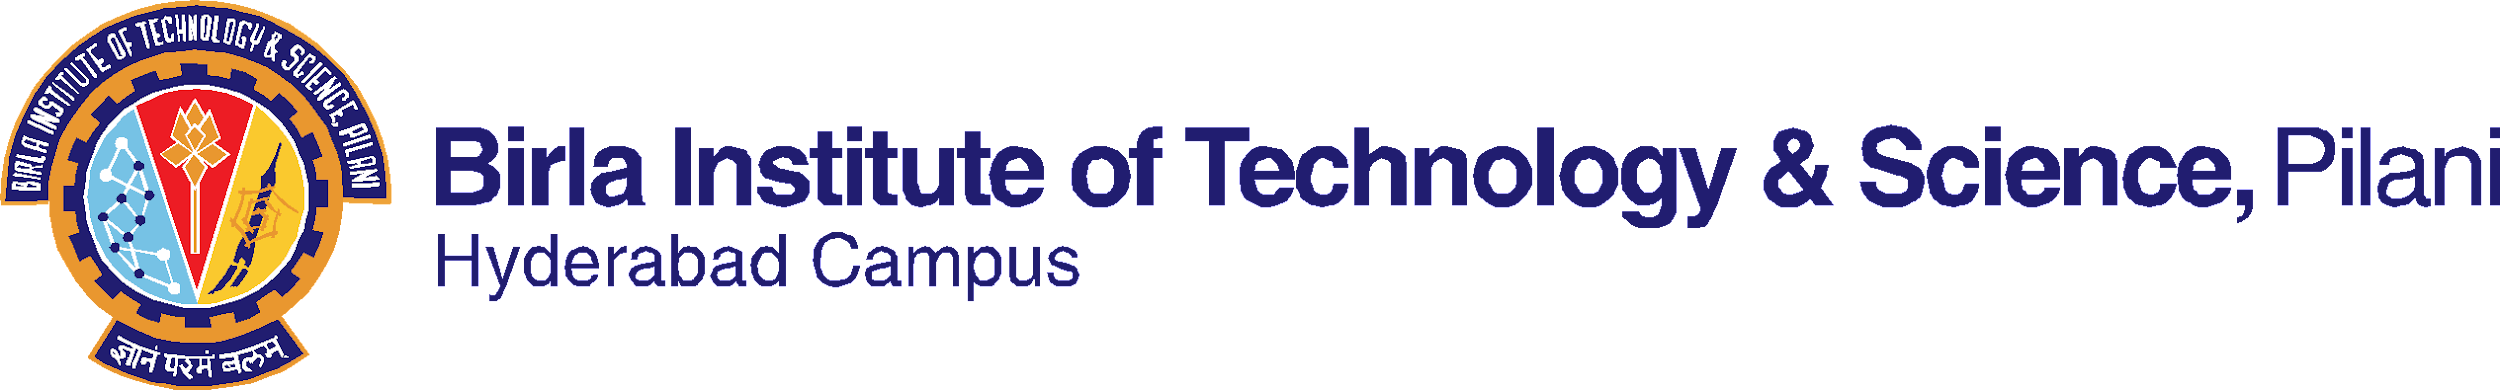 BIRLA INSTITUTE OF TECHNOLOGY & SCIENCE, PILANI
ज्ञानं परमं बलम्
Birla Institute of Technology & Science, Pilani
Hyderabad Campus